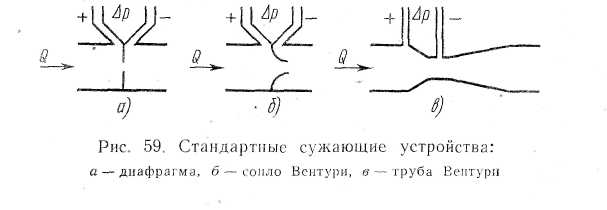 + Δp − + Δp − + Δp −
Q Q Q
а) б) в)
Рис. 59. Стандартные сужающие устройства:
а — диафрагма, б — сопло Вентури, в — труба Вентури